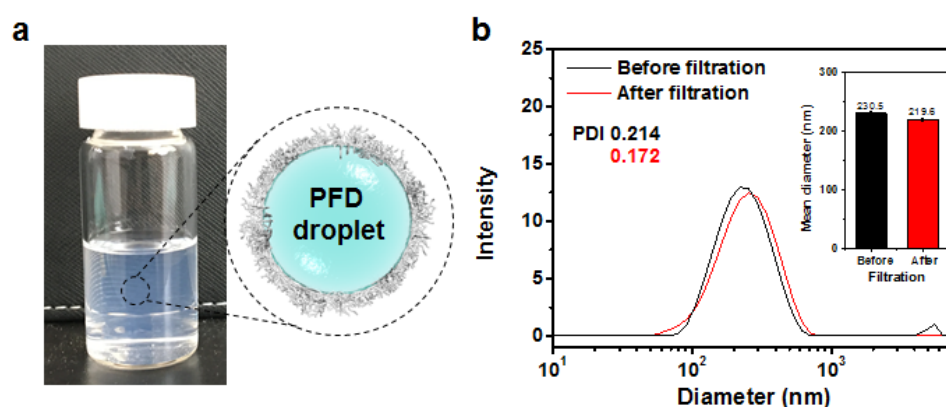 a
PFD
droplet
b
Before filtration
After filtration
PDI 0.214
0.172
Intensity
25
20
15
10
5
0
10¹
10²
10³
Diameter (nm)
Mean diameter (nm)
300
200
100
0
230.5
219.6
Before
After
Filtration